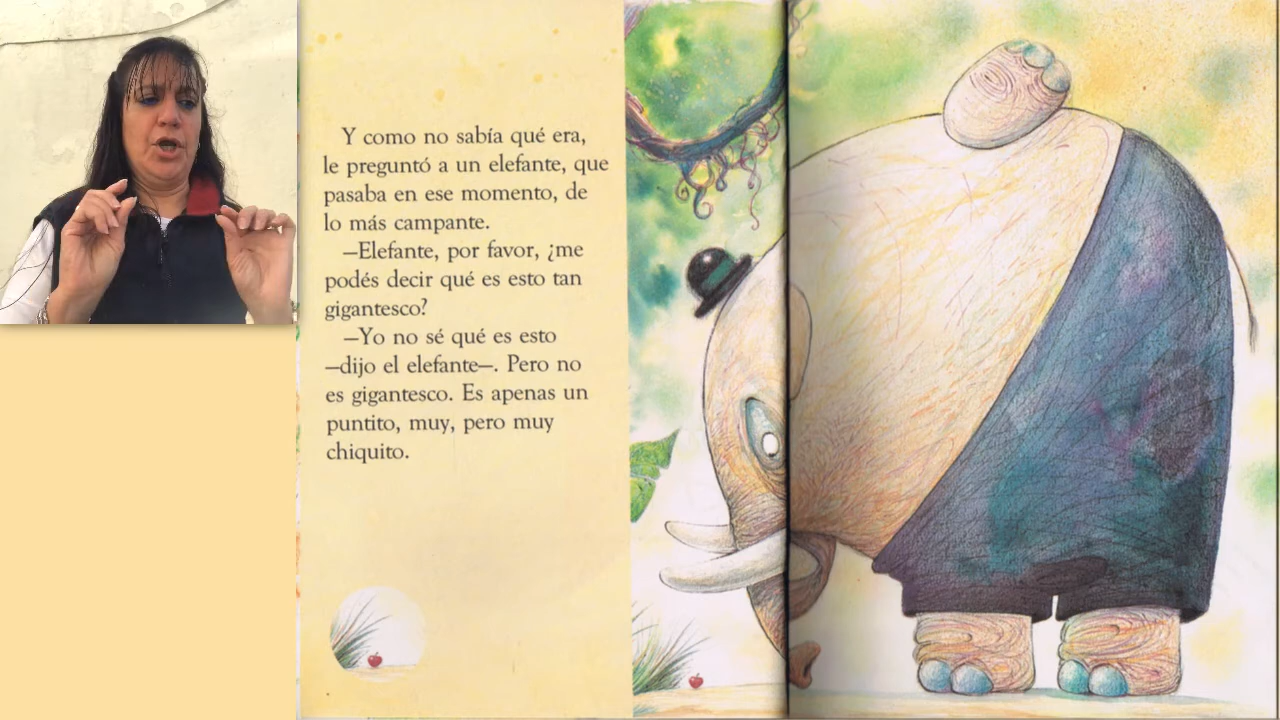 Y como no sabía qué era,
le preguntó a un elefante, que
pasaba en ese momento, de
lo más campante.
—Elefante, por favor, ¿me
podés decir qué es esto tan
gigantesco?
—Yo no sé qué es esto
—dijo el elefante—. Pero no
es gigantesco. Es apenas un
puntito, muy, pero muy
chiquito.